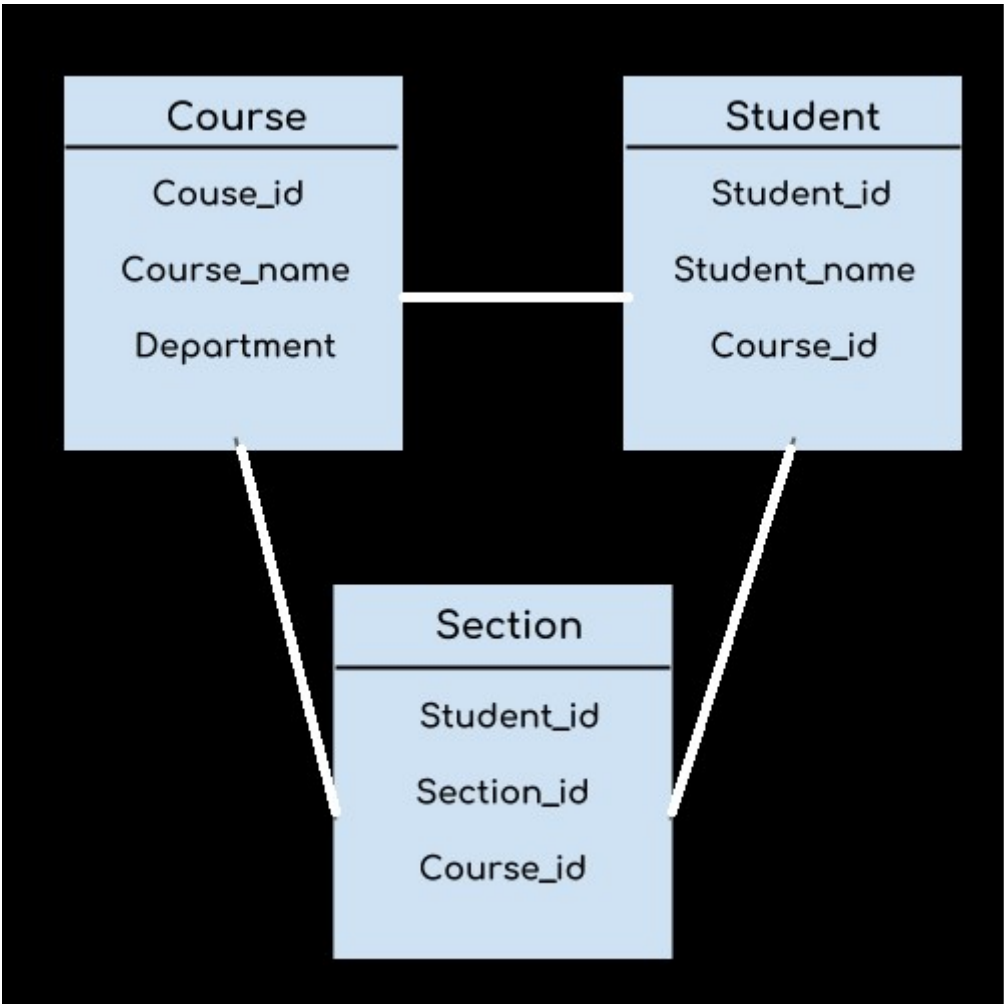 Course
Couse_id
Course_name
Department
Student
Student_id
Student_name
Course_id
Section
Student_id
Section_id
Course_id